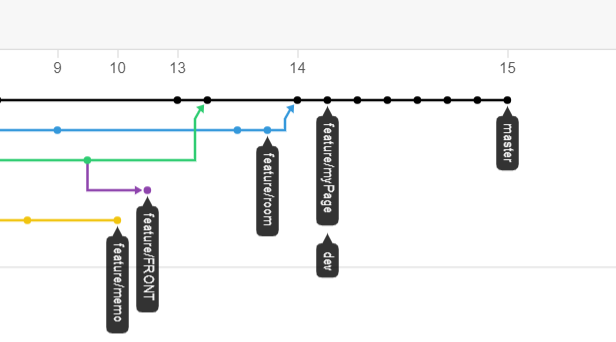 9 10 13 14 15
master
feature/myPage
feature/room
dev
feature/FRONT
feature/memo